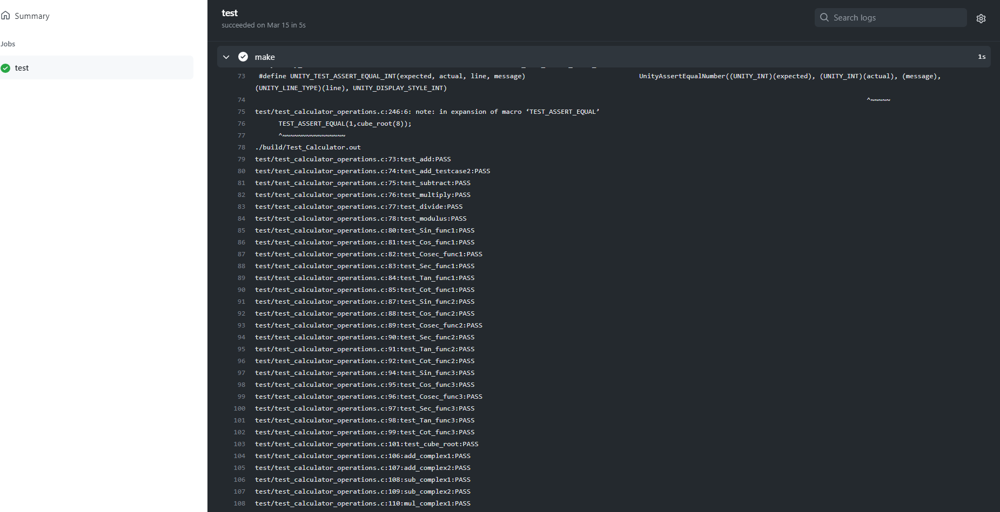 Summary
Jobs
test
test
succeeded on Mar 15 in 5s
Search logs
make
1s
73 #define UNITY_TEST_ASSERT_EQUAL_INT(expected, actual, line, message) UnityAssertEqualNumber((UNITY_INT)(expected), (UNITY_INT)(actual), (message),
(UNITY_LINE_TYPE)(line), UNITY_DISPLAY_STYLE_INT)
74 ^~~~~~
75 test/test_calculator_operations.c:246:6: note: in expansion of macro ‘TEST_ASSERT_EQUAL’
76 TEST_ASSERT_EQUAL(1,cube_root(8));
77 ^~~~~~~~~~~~~~~~~
78 ./build/Test_Calculator.out
79 test/test_calculator_operations.c:73:test_add:PASS
80 test/test_calculator_operations.c:74:test_add_testcase2:PASS
81 test/test_calculator_operations.c:75:test_subtract:PASS
82 test/test_calculator_operations.c:76:test_multiply:PASS
83 test/test_calculator_operations.c:77:test_divide:PASS
84 test/test_calculator_operations.c:78:test_modulus:PASS
85 test/test_calculator_operations.c:80:test_Sin_func1:PASS
86 test/test_calculator_operations.c:81:test_Cos_func1:PASS
87 test/test_calculator_operations.c:82:test_Cosec_func1:PASS
88 test/test_calculator_operations.c:83:test_Sec_func1:PASS
89 test/test_calculator_operations.c:84:test_Tan_func1:PASS
90 test/test_calculator_operations.c:85:test_Cot_func1:PASS
91 test/test_calculator_operations.c:87:test_Sin_func2:PASS
92 test/test_calculator_operations.c:88:test_Cos_func2:PASS
93 test/test_calculator_operations.c:89:test_Cosec_func2:PASS
94 test/test_calculator_operations.c:90:test_Sec_func2:PASS
95 test/test_calculator_operations.c:91:test_Tan_func2:PASS
96 test/test_calculator_operations.c:92:test_Cot_func2:PASS
97 test/test_calculator_operations.c:94:test_Sin_func3:PASS
98 test/test_calculator_operations.c:95:test_Cos_func3:PASS
99 test/test_calculator_operations.c:96:test_Cosec_func3:PASS
100 test/test_calculator_operations.c:97:test_Sec_func3:PASS
101 test/test_calculator_operations.c:98:test_Tan_func3:PASS
102 test/test_calculator_operations.c:99:test_Cot_func3:PASS
103 test/test_calculator_operations.c:101:test_cube_root:PASS
104 test/test_calculator_operations.c:106:add_complex1:PASS
105 test/test_calculator_operations.c:107:add_complex2:PASS
106 test/test_calculator_operations.c:108:sub_complex1:PASS
107 test/test_calculator_operations.c:109:sub_complex2:PASS
108 test/test_calculator_operations.c:110:mul_complex1:PASS